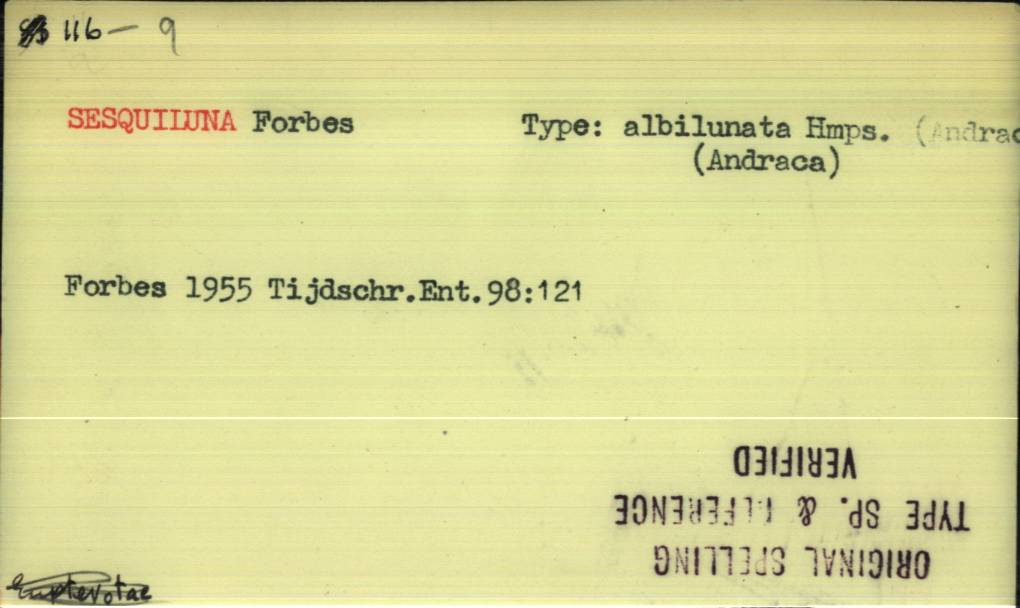 116 - 9
SESQUILUNA Forbes Type: albilunata Hmps. (Andrac
(Andraca)
Forbes 1955 Tijdschr.Ent.98:121
ORIGINAL SPELLING
TYPE SP. & REFERENCE
VERIFIED